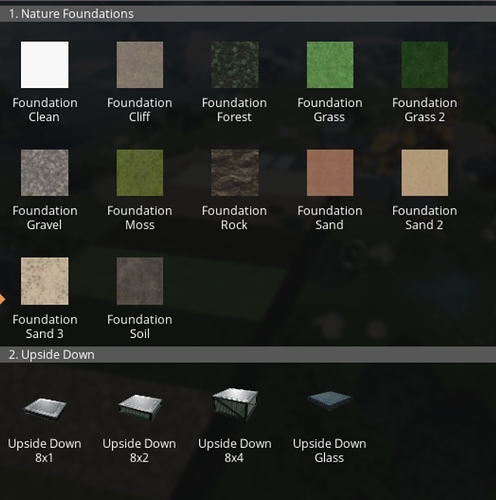 1. Nature Foundations
Foundation Clean
Foundation Cliff
Foundation Forest
Foundation Grass
Foundation Grass 2
Foundation Gravel
Foundation Moss
Foundation Rock
Foundation Sand
Foundation Sand 2
Foundation Sand 3
Foundation Soil
2. Upside Down
Upside Down 8x1
Upside Down 8x2
Upside Down 8x4
Upside Down Glass